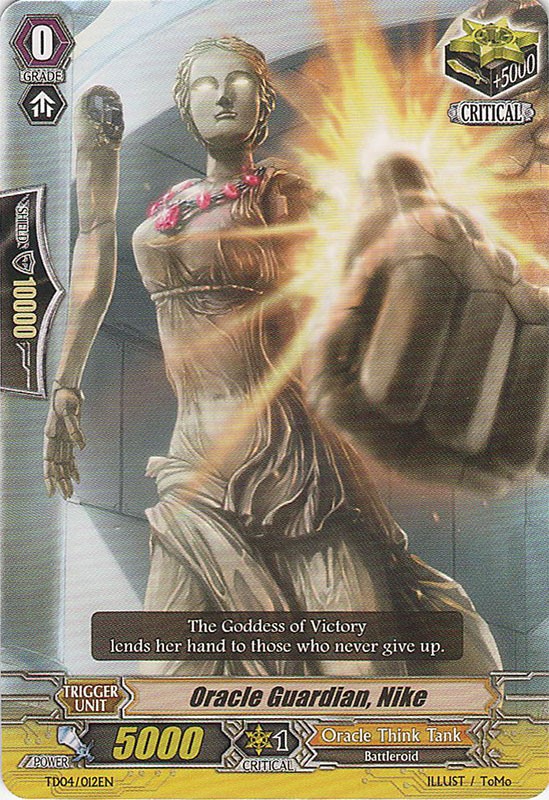 0
GRADE
+5000
CRITICAL
SHIELD
10000
The Goddess of Victory
lends her hand to those who never give up.
TRIGGER
UNIT
Oracle Guardian, Nike
POWER
5000
1
CRITICAL
Oracle Think Tank
Battleroid
TD04/012EN
ILLUST / ToMo